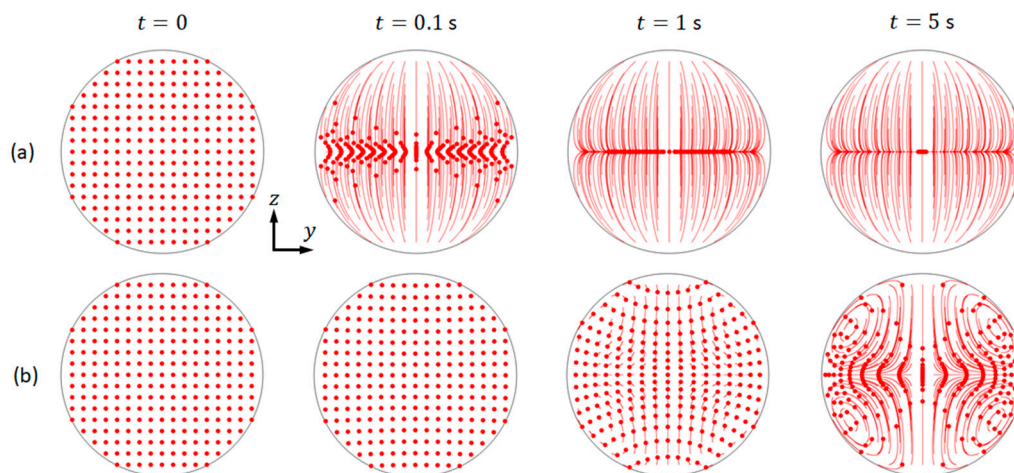 t = 0 t = 0.1 s t = 1 s t = 5 s
(a)
z
y
(b)